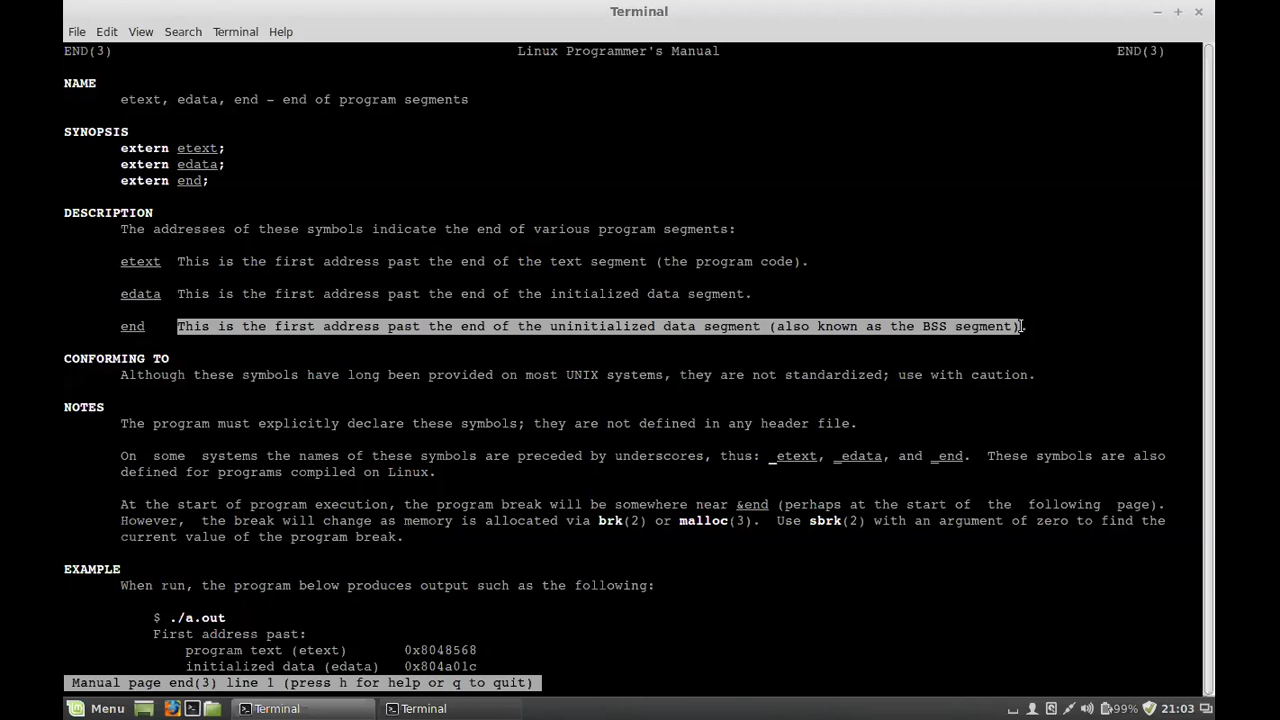 Terminal
File Edit View Search Terminal Help
END(3) Linux Programmer's Manual END(3)
NAME
etext, edata, end - end of program segments
SYNOPSIS
extern etext;
extern edata;
extern end;
DESCRIPTION
The addresses of these symbols indicate the end of various program segments:
etext This is the first address past the end of the text segment (the program code).
edata This is the first address past the end of the initialized data segment.
end This is the first address past the end of the uninitialized data segment (also known as the BSS segment).
CONFORMING TO
Although these symbols have long been provided on most UNIX systems, they are not standardized; use with caution.
NOTES
The program must explicitly declare these symbols; they are not defined in any header file.
On some systems the names of these symbols are preceded by underscores, thus: _etext, _edata, and _end. These symbols are also
defined for programs compiled on Linux.
At the start of program execution, the program break will be somewhere near &end (perhaps at the start of the following page).
However, the break will change as memory is allocated via brk(2) or malloc(3). Use sbrk(2) with an argument of zero to find the
current value of the program break.
EXAMPLE
When run, the program below produces output such as the following:
$ ./a.out
First address past:
program text (etext) 0x8048568
initialized data (edata) 0x804a01c
Manual page end(3) line 1 (press h for help or q to quit)
Menu Terminal Terminal 99% 21:03